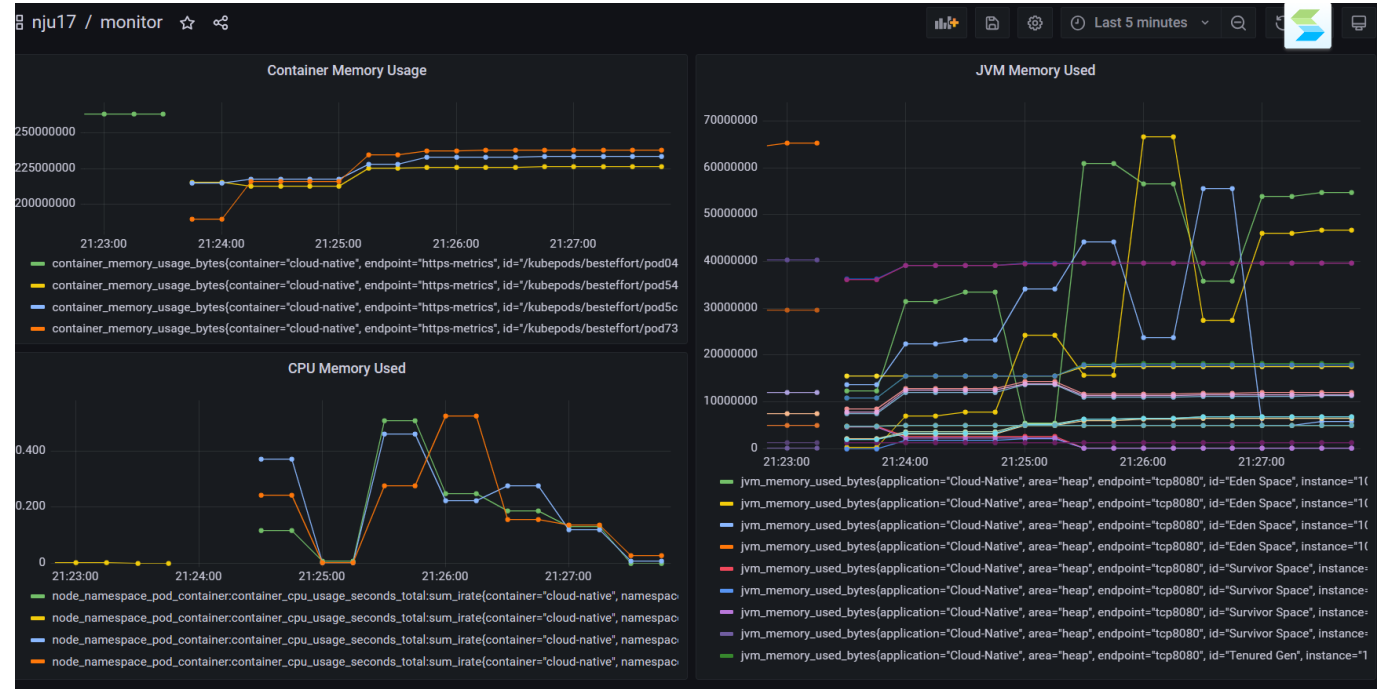 nju17 / monitor
Last 5 minutes
Container Memory Usage
250000000
225000000
200000000
21:23:00 21:24:00 21:25:00 21:26:00 21:27:00
container_memory_usage_bytes{container="cloud-native", endpoint="https-metrics", id="/kubepods/besteffort/pod04
container_memory_usage_bytes{container="cloud-native", endpoint="https-metrics", id="/kubepods/besteffort/pod54
container_memory_usage_bytes{container="cloud-native", endpoint="https-metrics", id="/kubepods/besteffort/pod5c
container_memory_usage_bytes{container="cloud-native", endpoint="https-metrics", id="/kubepods/besteffort/pod73
CPU Memory Used
0.400
0.200
0
21:23:00 21:24:00 21:25:00 21:26:00 21:27:00
node_namespace_pod_container:container_cpu_usage_seconds_total:sum_irate{container="cloud-native", namespac
node_namespace_pod_container:container_cpu_usage_seconds_total:sum_irate{container="cloud-native", namespac
node_namespace_pod_container:container_cpu_usage_seconds_total:sum_irate{container="cloud-native", namespac
node_namespace_pod_container:container_cpu_usage_seconds_total:sum_irate{container="cloud-native", namespac
JVM Memory Used
70000000
60000000
50000000
40000000
30000000
20000000
10000000
0
21:23:00 21:24:00 21:25:00 21:26:00 21:27:00
jvm_memory_used_bytes{application="Cloud-Native", area="heap", endpoint="tcp8080", id="Eden Space", instance="10
jvm_memory_used_bytes{application="Cloud-Native", area="heap", endpoint="tcp8080", id="Eden Space", instance="10
jvm_memory_used_bytes{application="Cloud-Native", area="heap", endpoint="tcp8080", id="Eden Space", instance="10
jvm_memory_used_bytes{application="Cloud-Native", area="heap", endpoint="tcp8080", id="Eden Space", instance="10
jvm_memory_used_bytes{application="Cloud-Native", area="heap", endpoint="tcp8080", id="Survivor Space", instance=
jvm_memory_used_bytes{application="Cloud-Native", area="heap", endpoint="tcp8080", id="Survivor Space", instance=
jvm_memory_used_bytes{application="Cloud-Native", area="heap", endpoint="tcp8080", id="Survivor Space", instance=
jvm_memory_used_bytes{application="Cloud-Native", area="heap", endpoint="tcp8080", id="Survivor Space", instance=
jvm_memory_used_bytes{application="Cloud-Native", area="heap", endpoint="tcp8080", id="Tenured Gen", instance="1